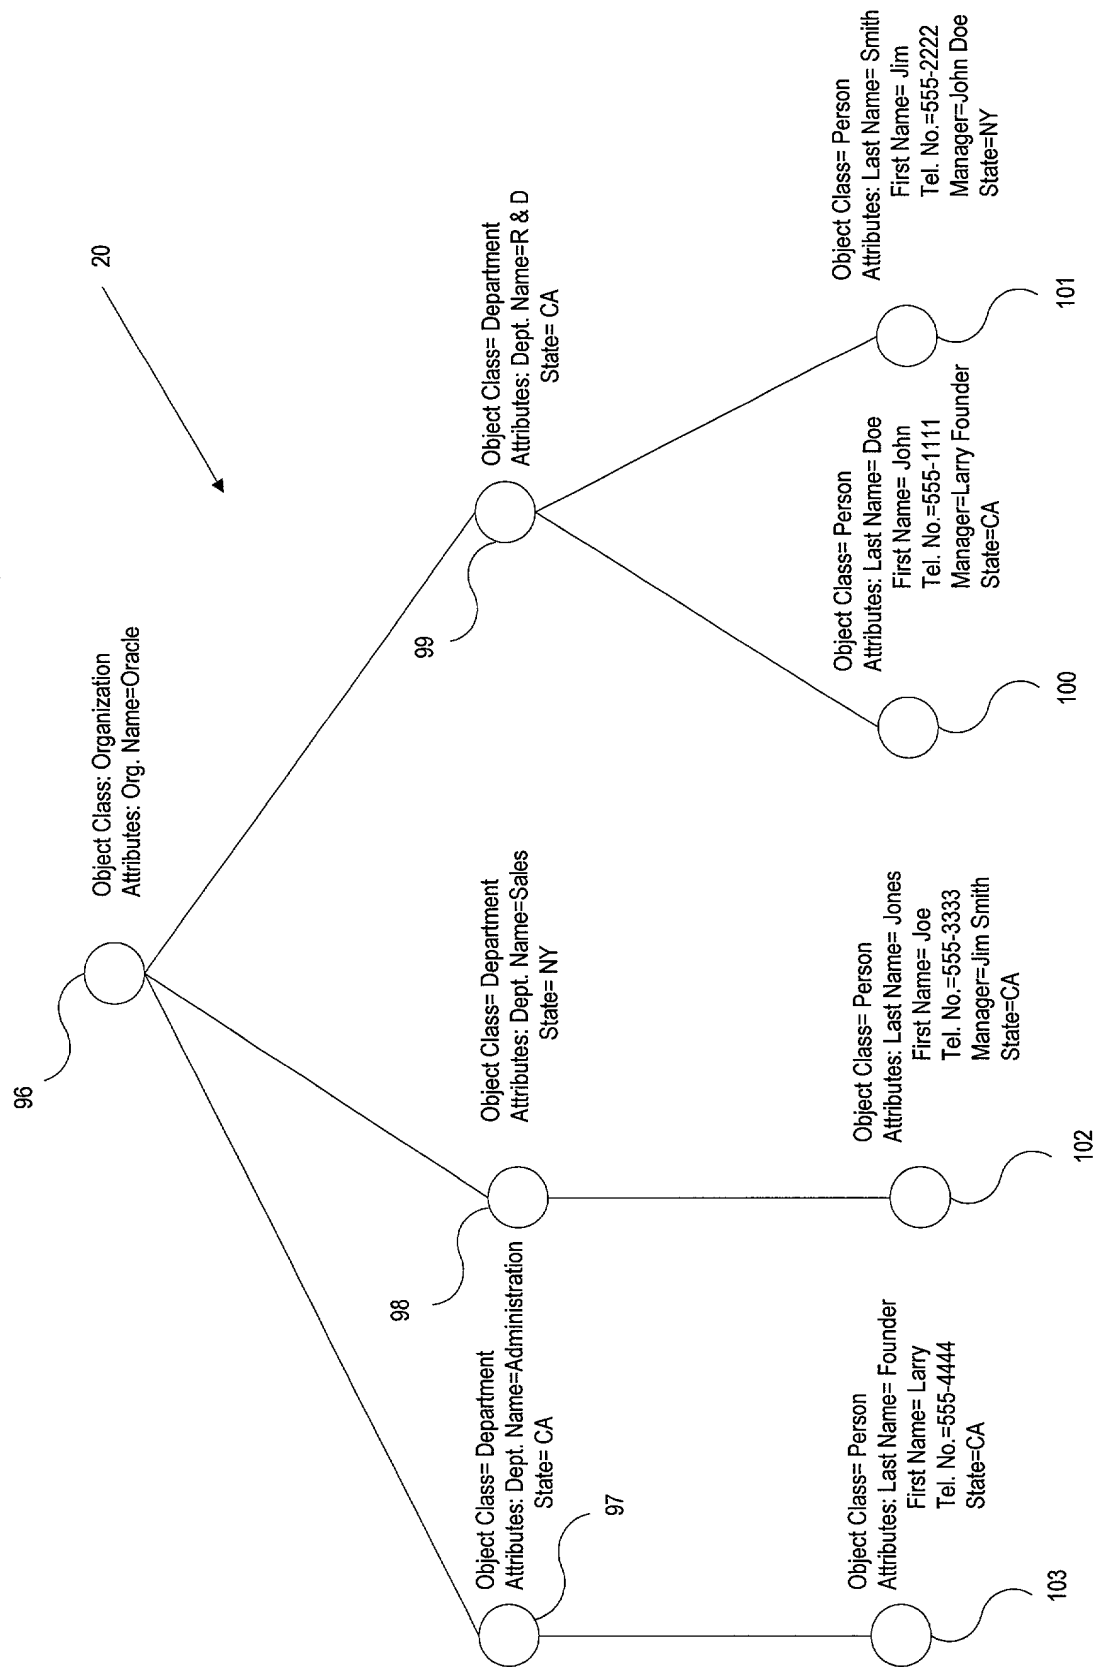 20
96
Object Class: Organization
Attributes: Org. Name=Oracle
Object Class= Department
Attributes: Dept. Name=Administration
State= CA
97
98
Object Class= Department
Attributes: Dept. Name=Sales
State= NY
99
Object Class= Department
Attributes: Dept. Name=R & D
State= CA
Object Class= Person
Attributes: Last Name= Founder
First Name= Larry
Tel. No.=555-4444
State=CA
103
Object Class= Person
Attributes: Last Name= Jones
First Name= Joe
Tel. No.=555-3333
Manager=Jim Smith
State=CA
102
Object Class= Person
Attributes: Last Name= Doe
First Name= John
Tel. No.=555-1111
Manager=Larry Founder
State=CA
100
Object Class= Person
Attributes: Last Name= Smith
First Name= Jim
Tel. No.=555-2222
Manager=John Doe
State=NY
101